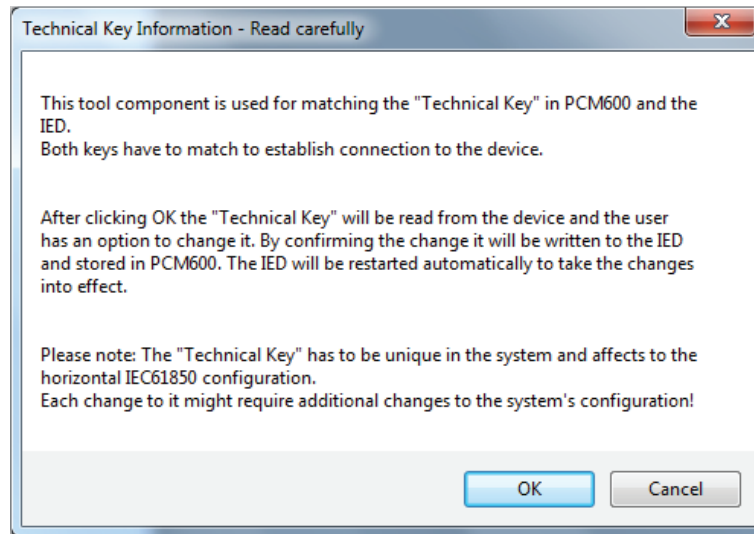 Technical Key Information - Read carefully
This tool component is used for matching the "Technical Key" in PCM600 and the
IED.
Both keys have to match to establish connection to the device.
After clicking OK the "Technical Key" will be read from the device and the user
has an option to change it. By confirming the change it will be written to the IED
and stored in PCM600. The IED will be restarted automatically to take the changes
into effect.
Please note: The "Technical Key" has to be unique in the system and affects to the
horizontal IEC61850 configuration.
Each change to it might require additional changes to the system's configuration!
OK
Cancel